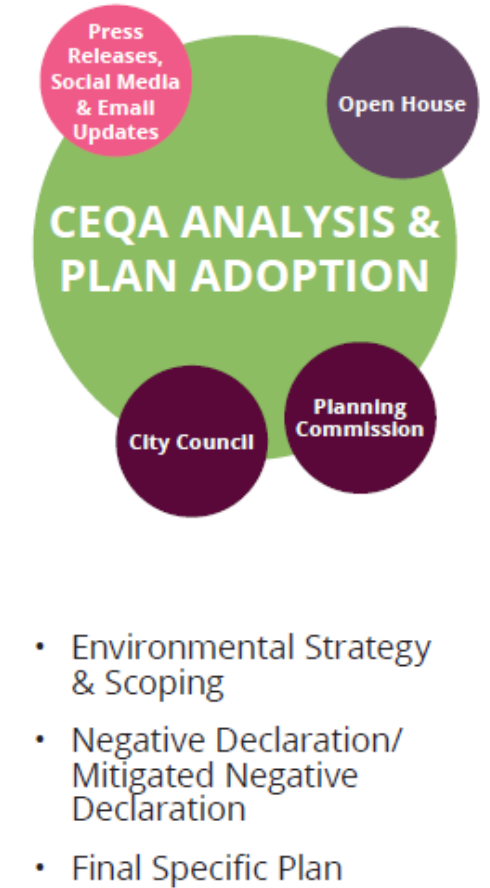 Press
Releases,
Social Media
& Email
Updates
Open House
CEQA ANALYSIS &
PLAN ADOPTION
City Council
Planning
Commission
• Environmental Strategy
& Scoping
• Negative Declaration/
Mitigated Negative
Declaration
• Final Specific Plan